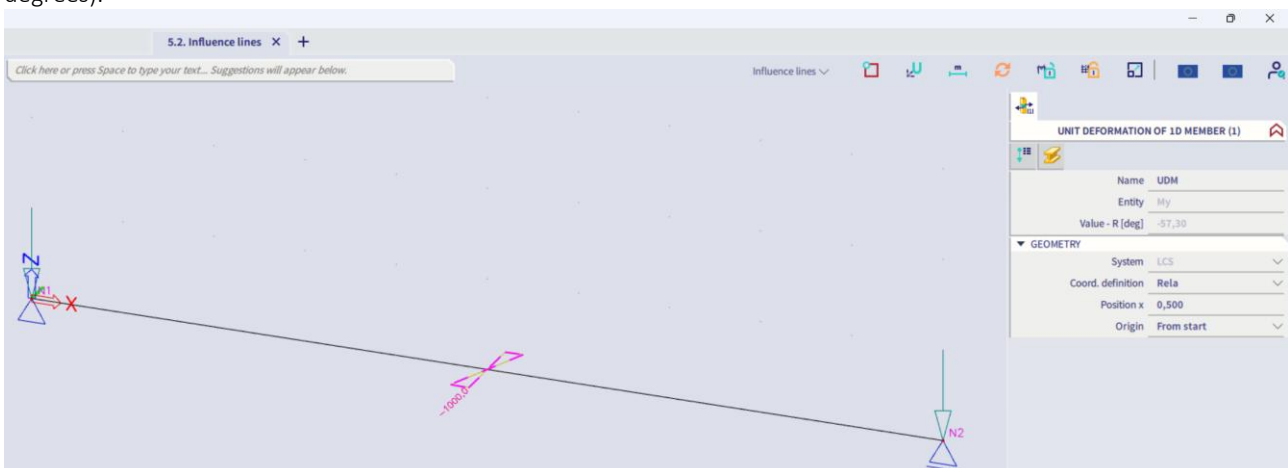 degrees).
5.2. Influence lines × +
Click here or press Space to type your text... Suggestions will appear below.
Influence lines
UNIT DEFORMATION OF 1D MEMBER (1)
Name UDM
Entity My
Value - R [deg] -57,30
GEOMETRY
System LCS
Coord. definition Rela
Position x 0,500
Origin From start
Z
X
-1000,0
N2